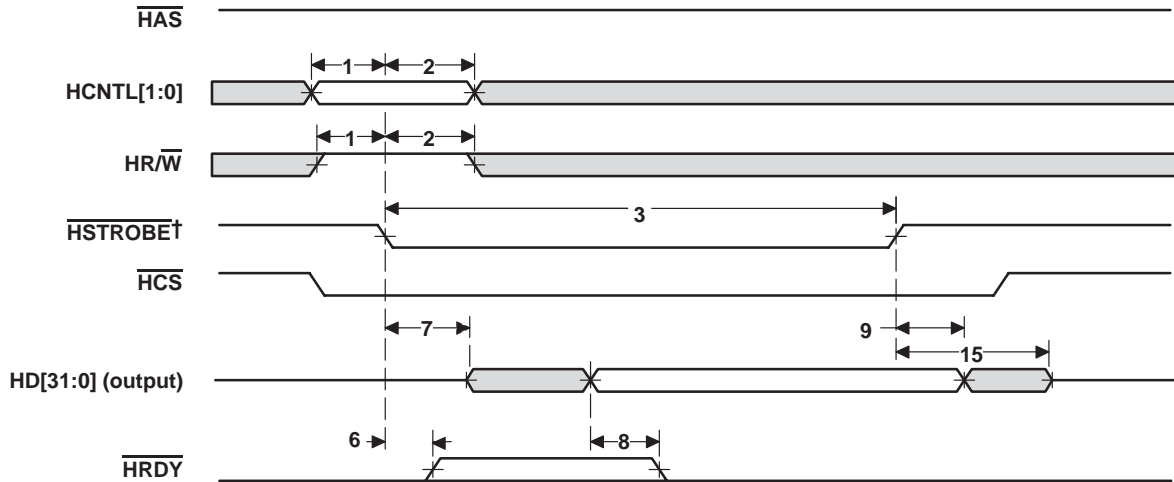 HAS
1 2
HCNTL[1:0]
1 2
HR/W
3
HSTROBE†
HCS
7 9
15
HD[31:0] (output)
6 8
HRDY